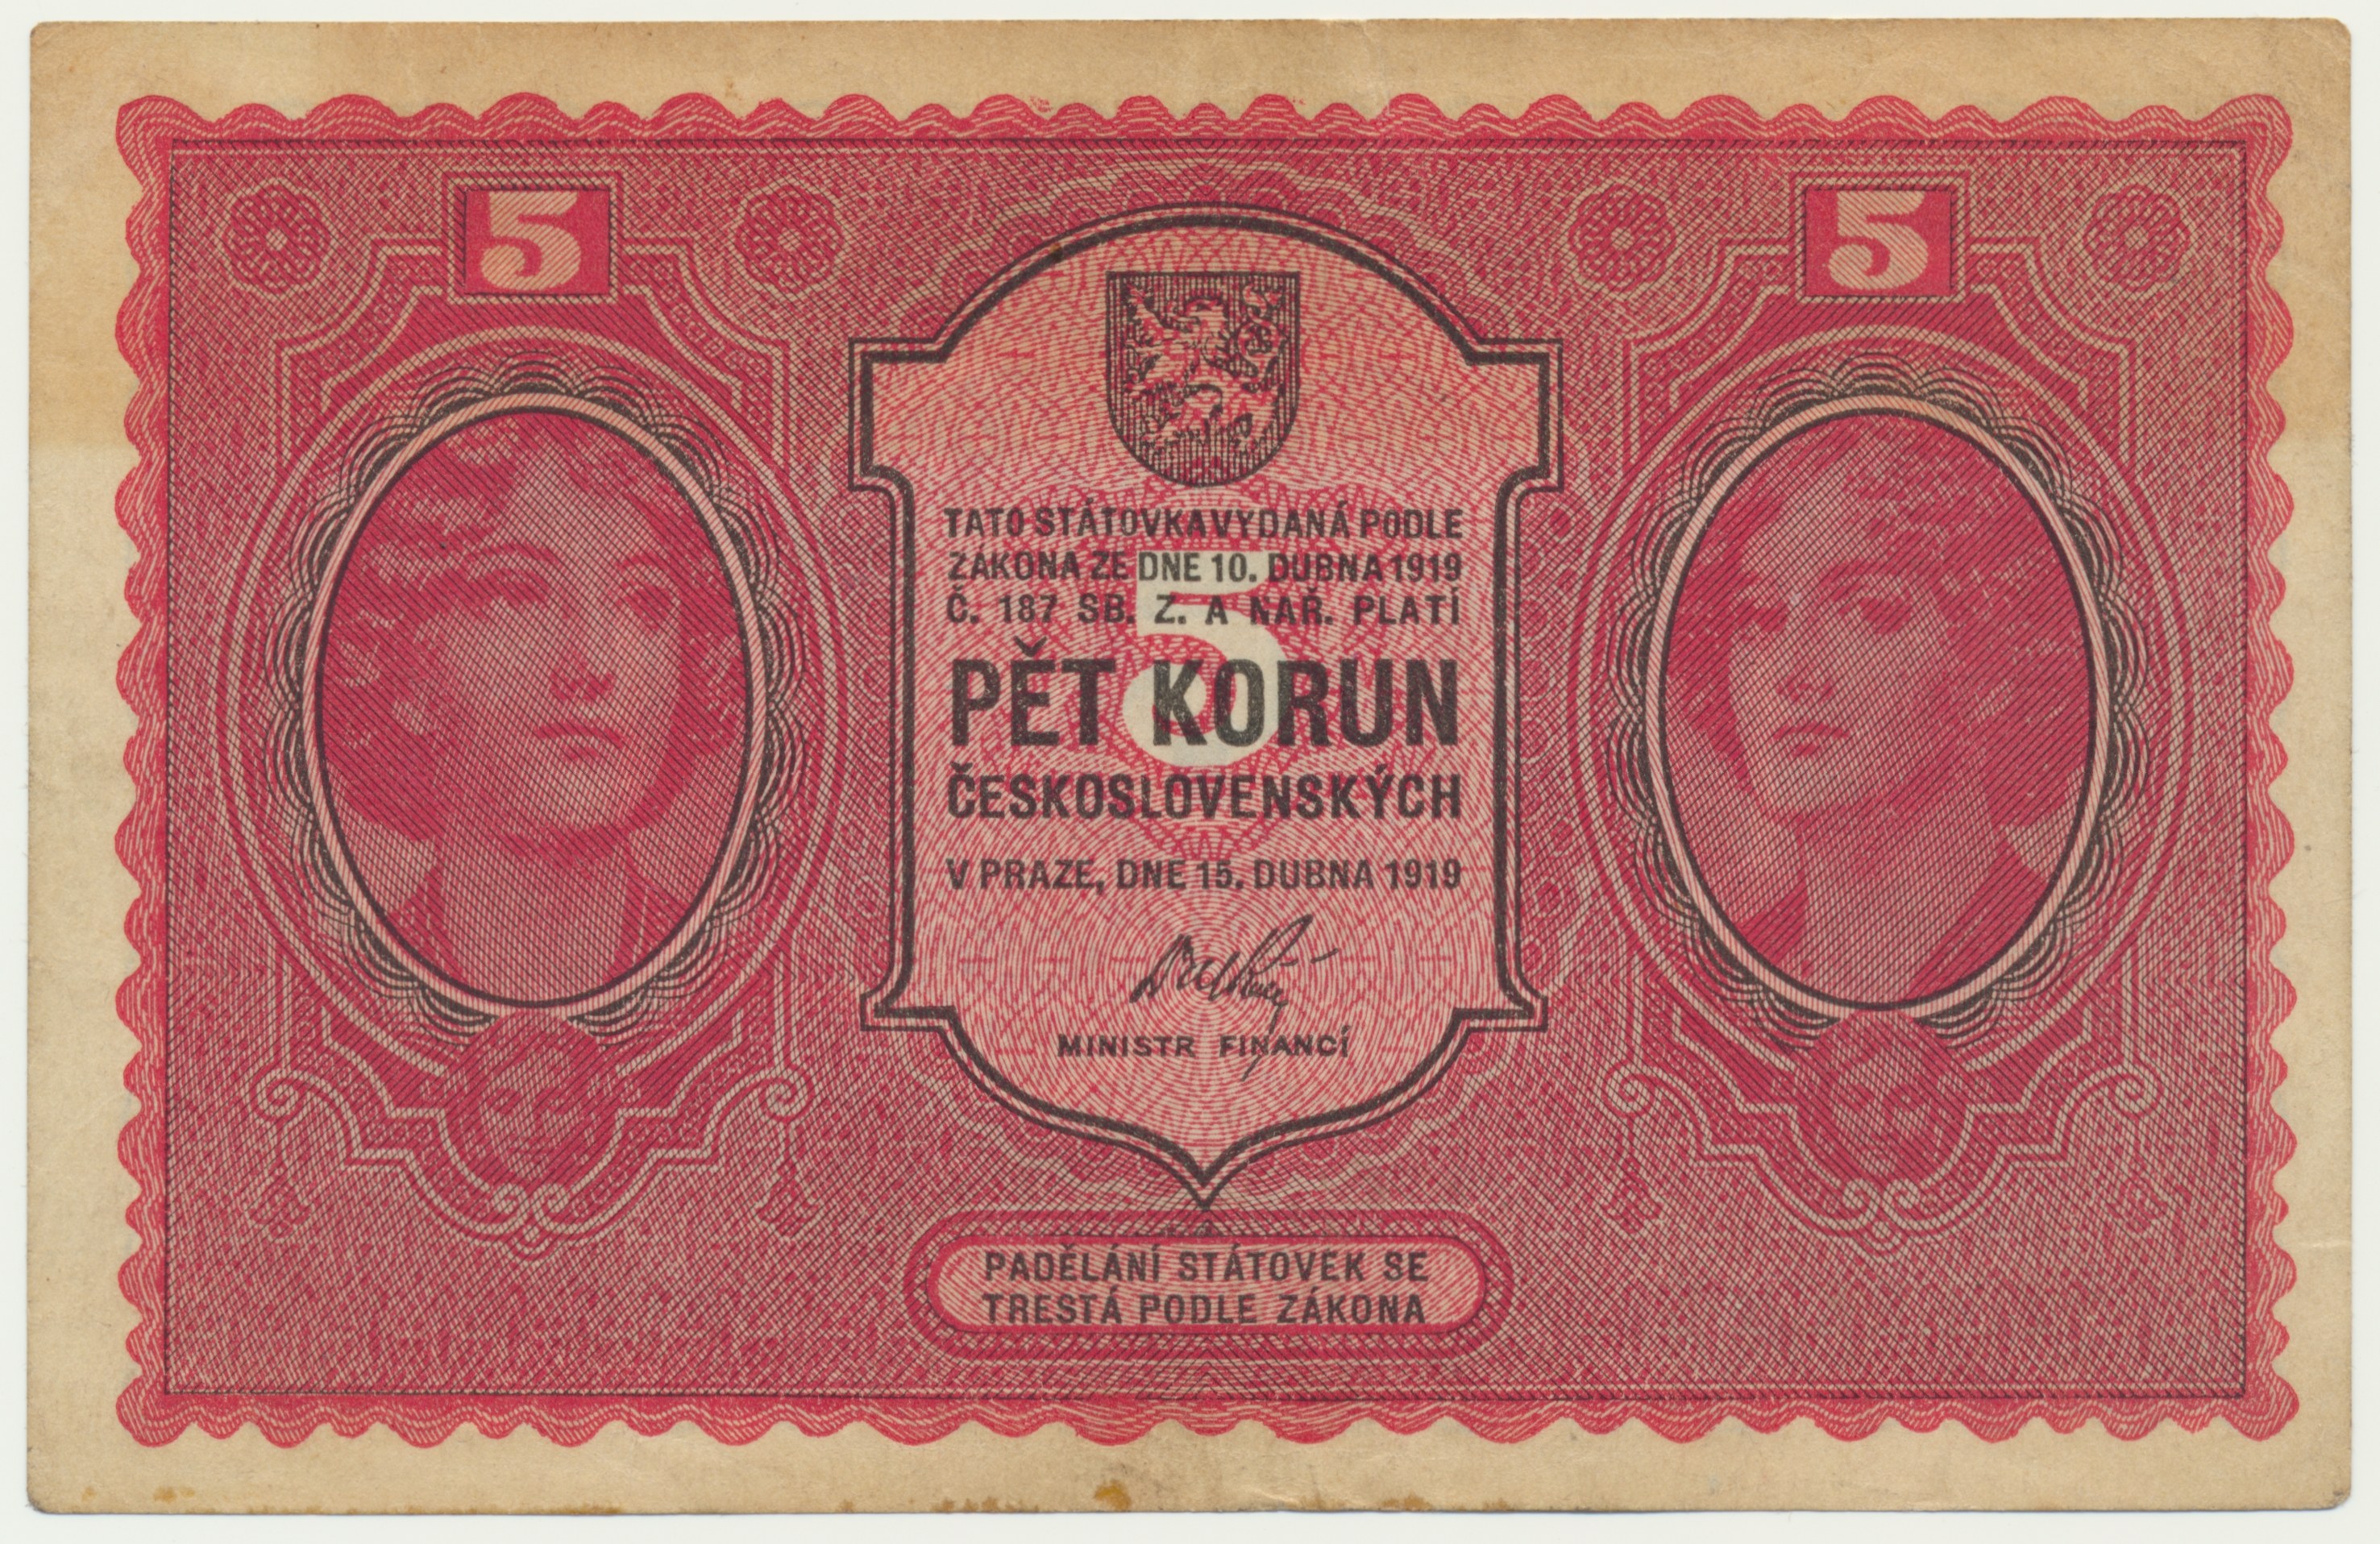 5 5
TATO STÁTOVKA VYDANÁ PODLE
ZÁKONA ZE DNE 10. DUBNA 1919
Č. 187 SB. Z. A NAŘ. PLATÍ
5
PĚT KORUN
ČESKOSLOVENSKÝCH
V PRAZE, DNE 15. DUBNA 1919
MINISTR FINANCÍ
PADĚLÁNÍ STÁTOVEK SE
TRESTÁ PODLE ZÁKONA